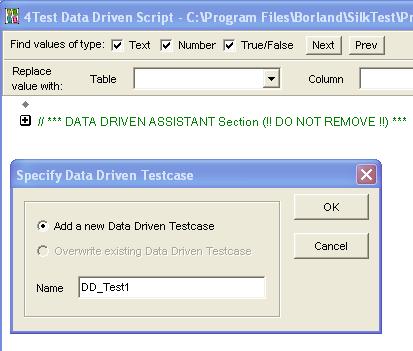 4Test Data Driven Script - C:\Program Files\Borland\SilkTest\Pr
Find values of type: Text Number True/False Next Prev
Replace value with: Table Column
// *** DATA DRIVEN ASSISTANT Section (!! DO NOT REMOVE !!) ***
Specify Data Driven Testcase
Add a new Data Driven Testcase
OK
Overwrite existing Data Driven Testcase
Cancel
Name DD_Test1